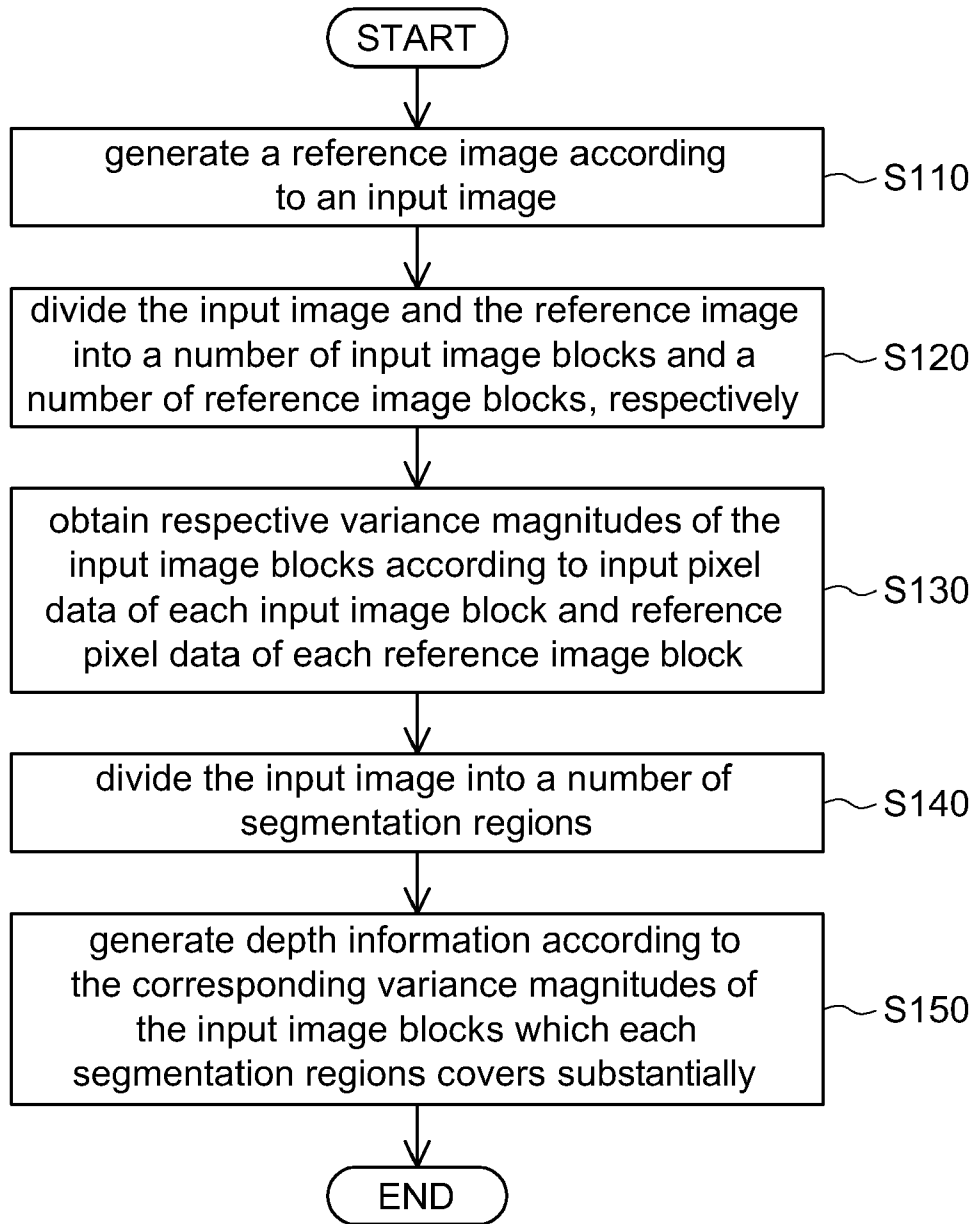 START
generate a reference image according
to an input image
S110
divide the input image and the reference image
into a number of input image blocks and a
number of reference image blocks, respectively
S120
obtain respective variance magnitudes of the
input image blocks according to input pixel
data of each input image block and reference
pixel data of each reference image block
S130
divide the input image into a number of
segmentation regions
S140
generate depth information according to
the corresponding variance magnitudes of
the input image blocks which each
segmentation regions covers substantially
S150
END